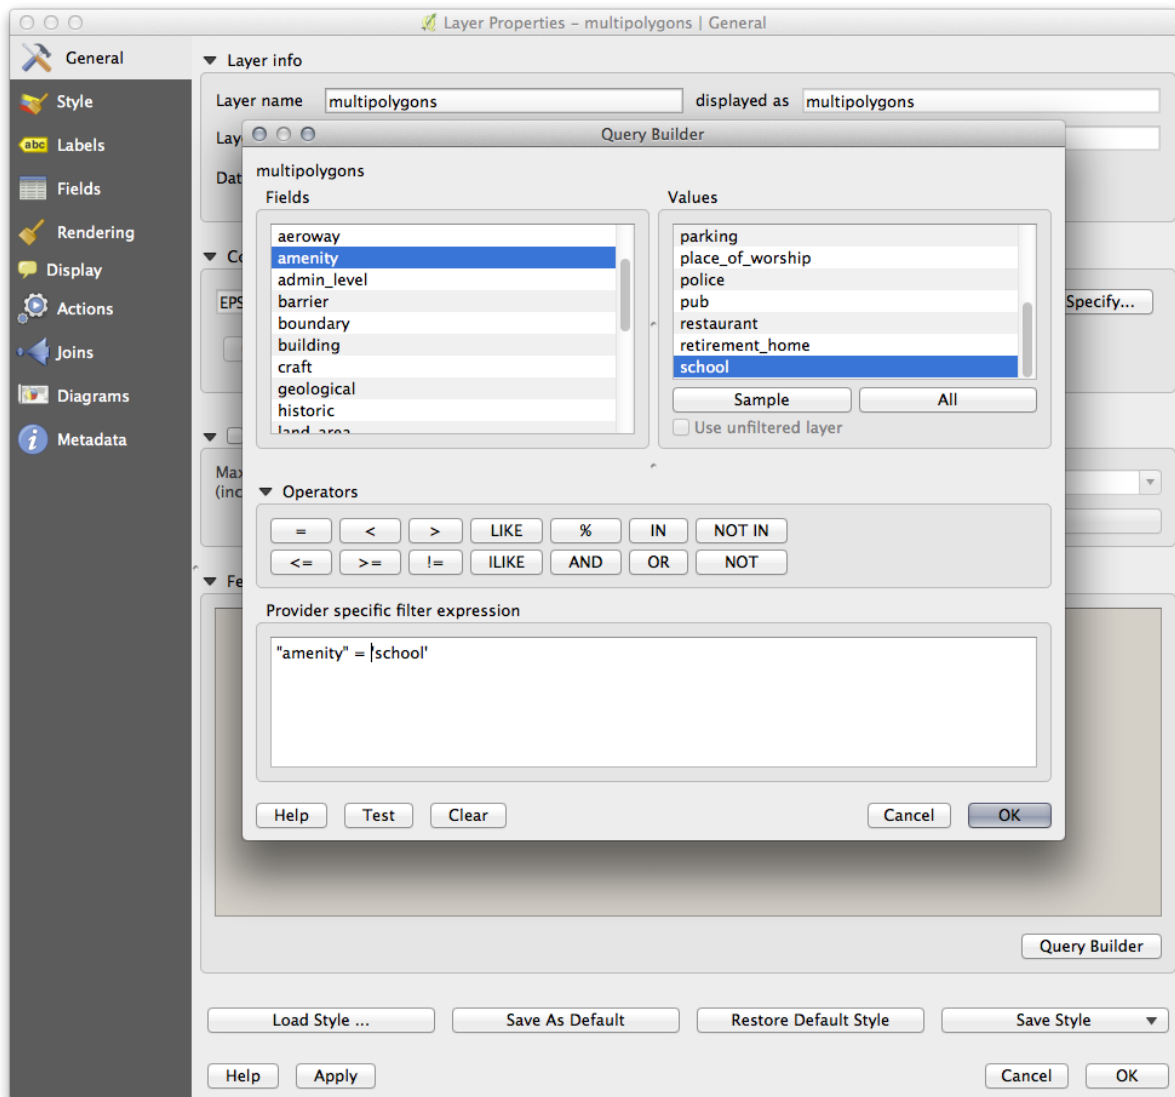 Layer Properties – multipolygons | General
General
Style
Labels
Fields
Rendering
Display
Actions
Joins
Diagrams
Metadata
Layer info
Layer name multipolygons displayed as multipolygons
Query Builder
multipolygons
Fields
aeroway
amenity
admin_level
barrier
boundary
building
craft
geological
historic
land_area
Values
parking
place_of_worship
police
pub
restaurant
retirement_home
school
Sample All
Use unfiltered layer
Specify...
Operators
= < > LIKE % IN NOT IN
<= >= != ILIKE AND OR NOT
Provider specific filter expression
"amenity" = 'school'
Help Test Clear Cancel OK
Query Builder
Load Style ... Save As Default Restore Default Style Save Style
Help Apply Cancel OK